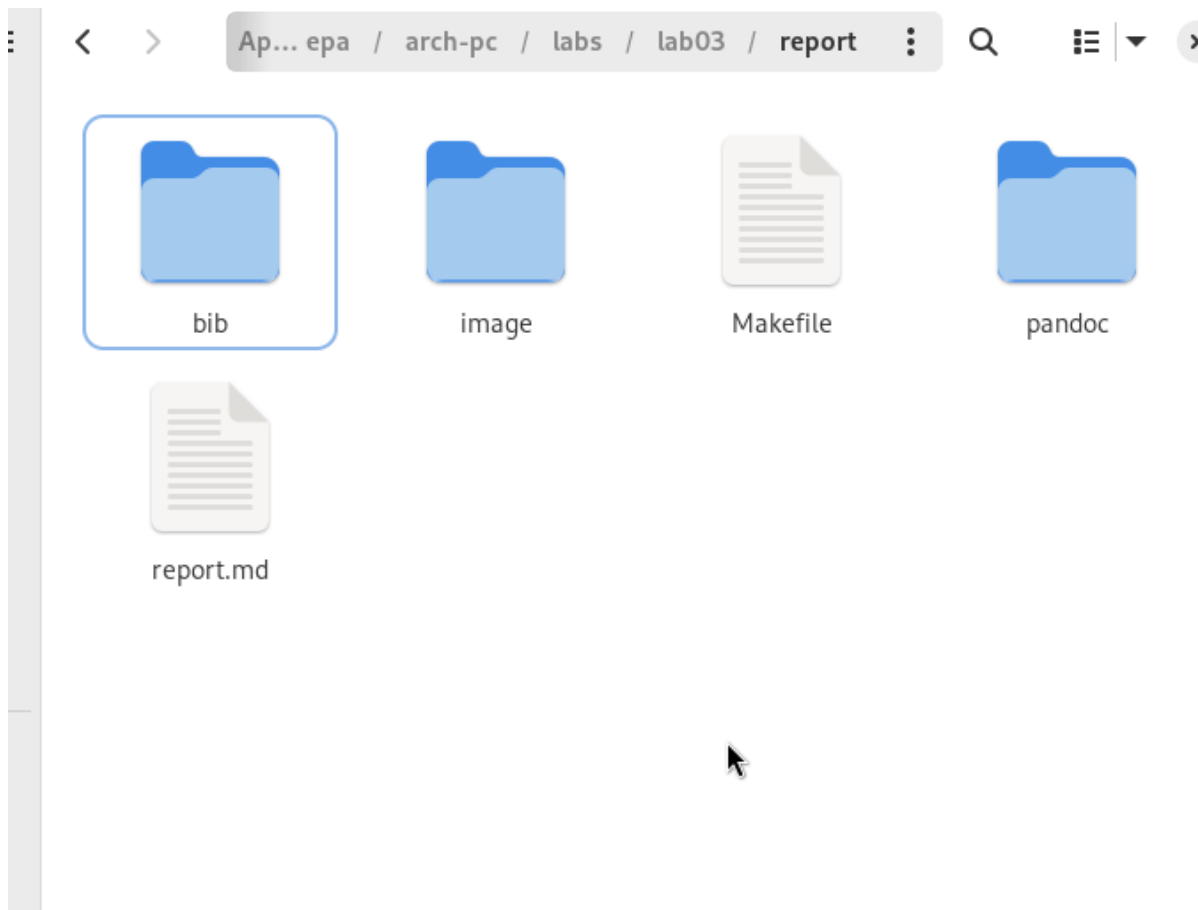 Ap... epa / arch-pc / labs / lab03 / report
bib
image
Makefile
pandoc
report.md